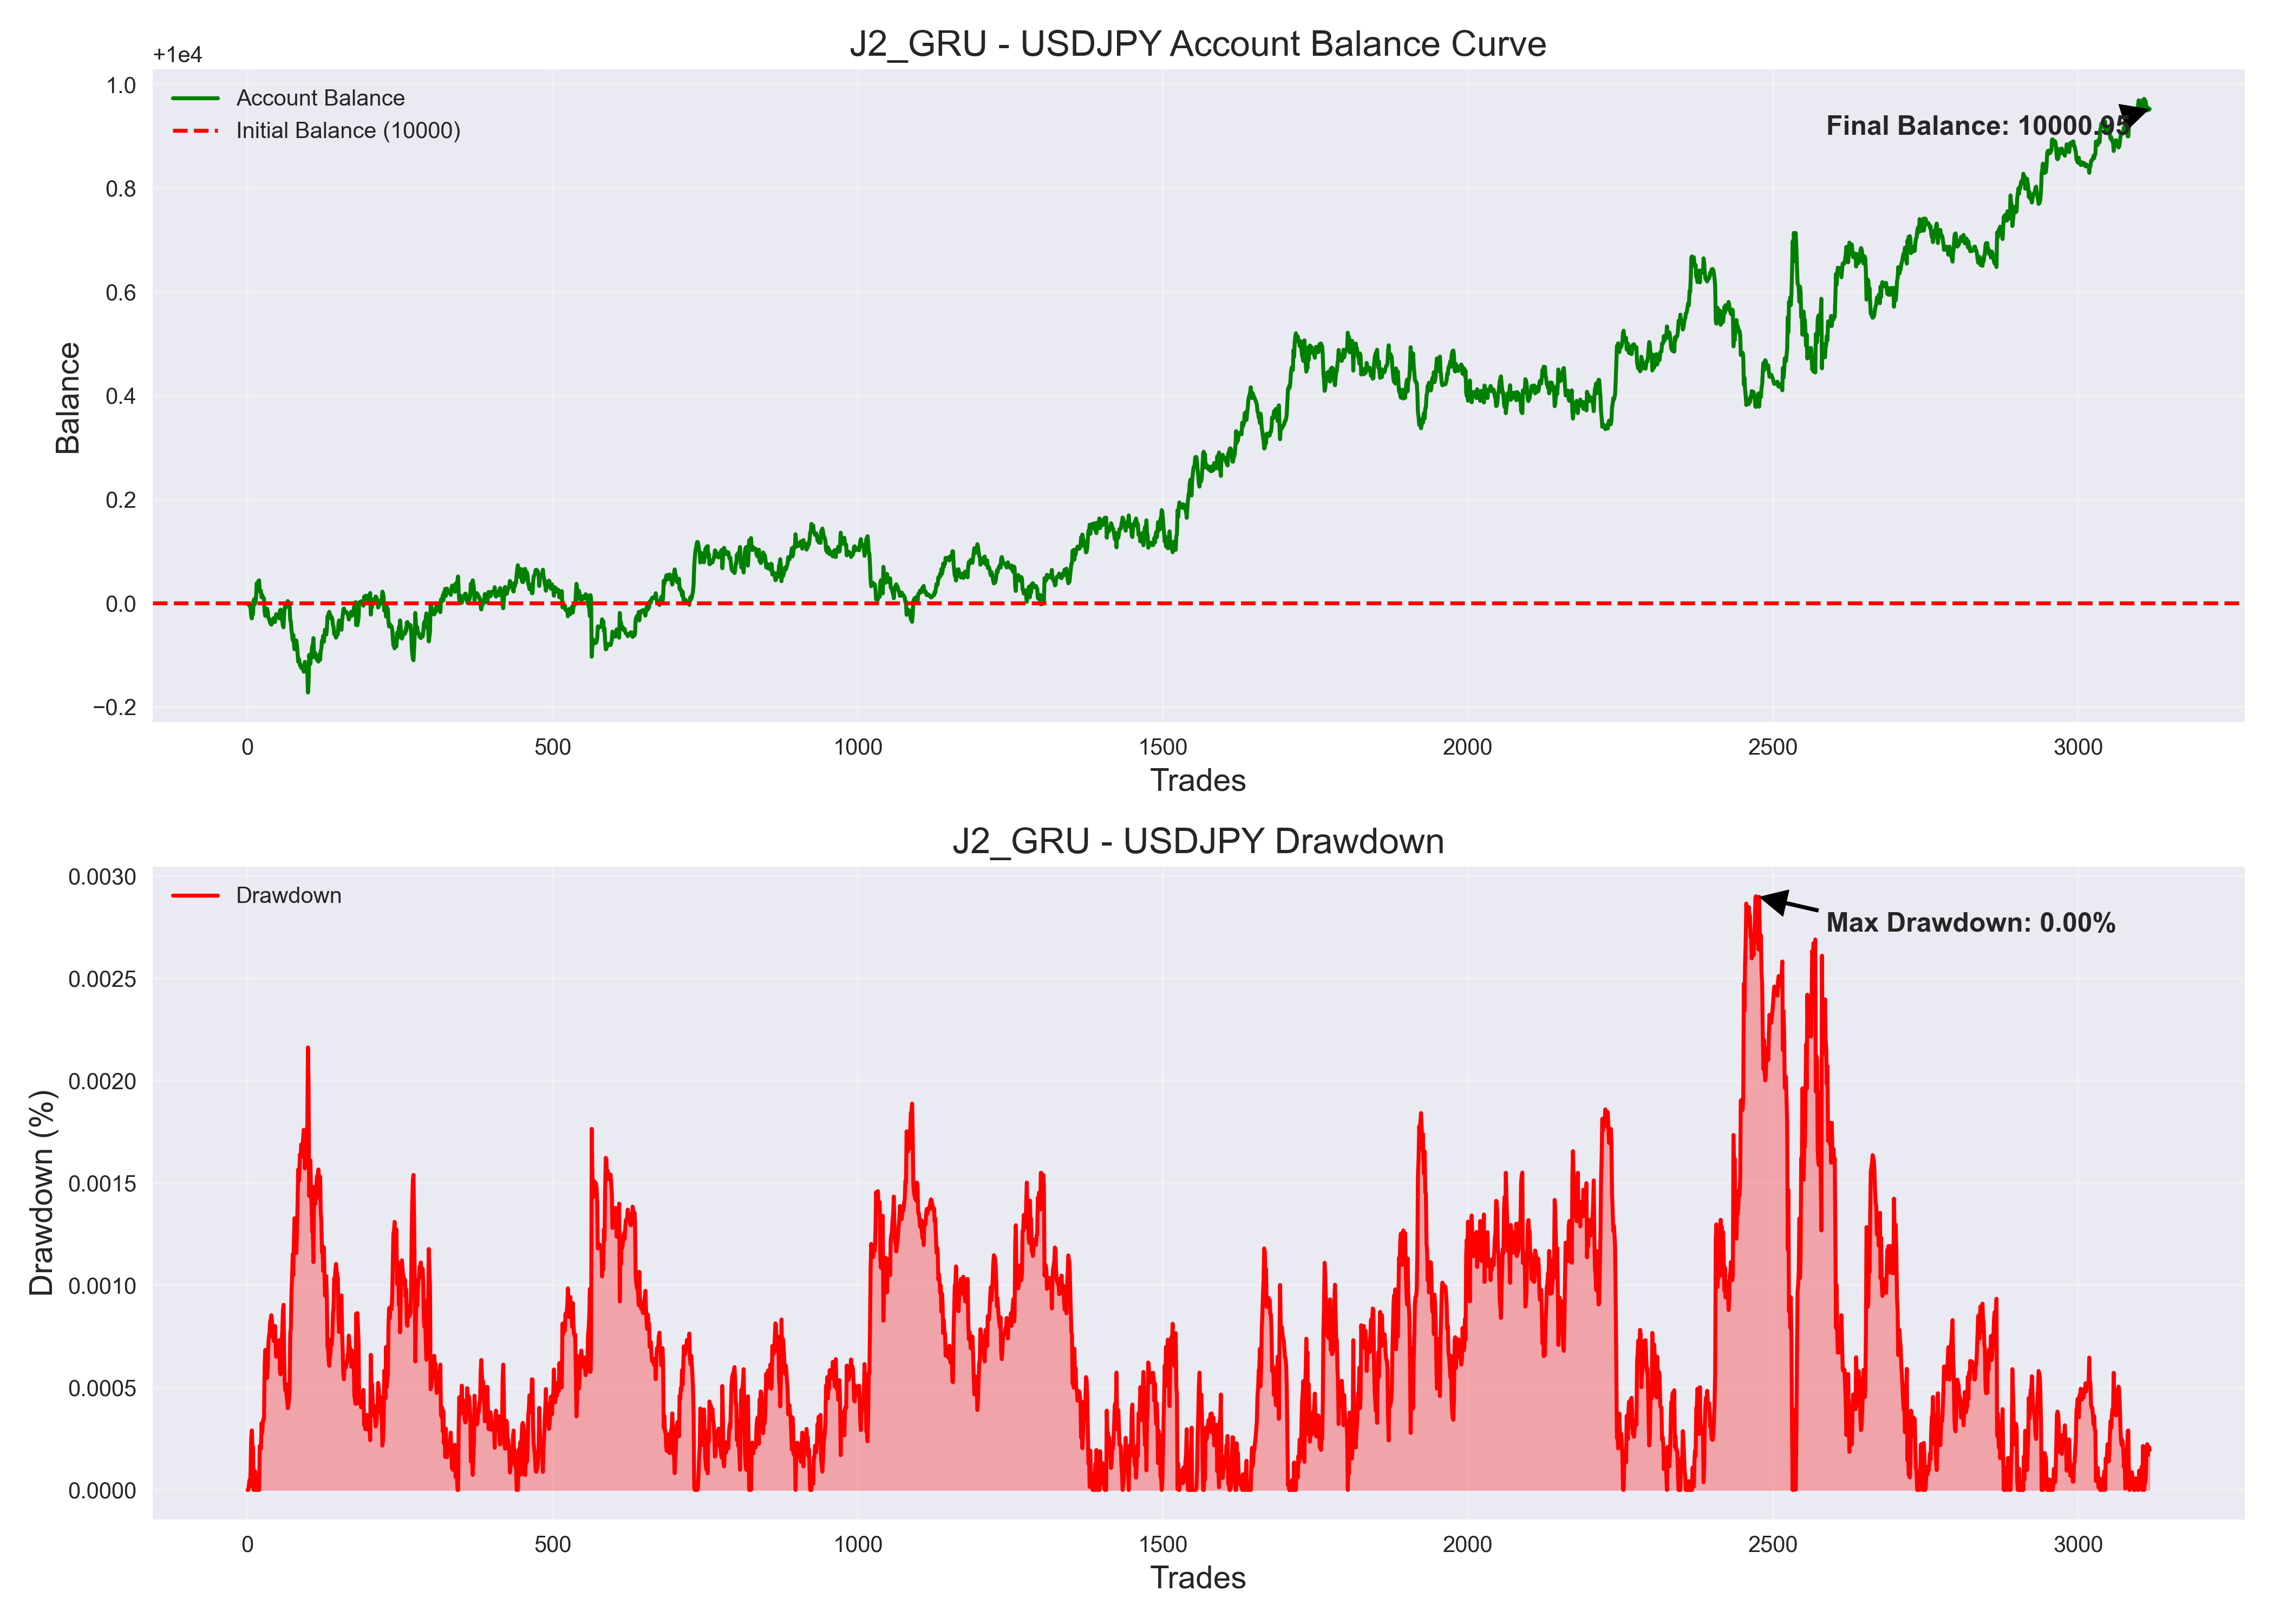 J2_GRU - USDJPY Account Balance Curve
+1e4
1.0
0.8
0.6
0.4
0.2
0.0
−0.2
Balance
Account Balance
Initial Balance (10000)
Final Balance: 10000.95
0 500 1000 1500 2000 2500 3000
Trades
J2_GRU - USDJPY Drawdown
0.0030
0.0025
0.0020
0.0015
0.0010
0.0005
0.0000
Drawdown (%)
Drawdown
Max Drawdown: 0.00%
0 500 1000 1500 2000 2500 3000
Trades